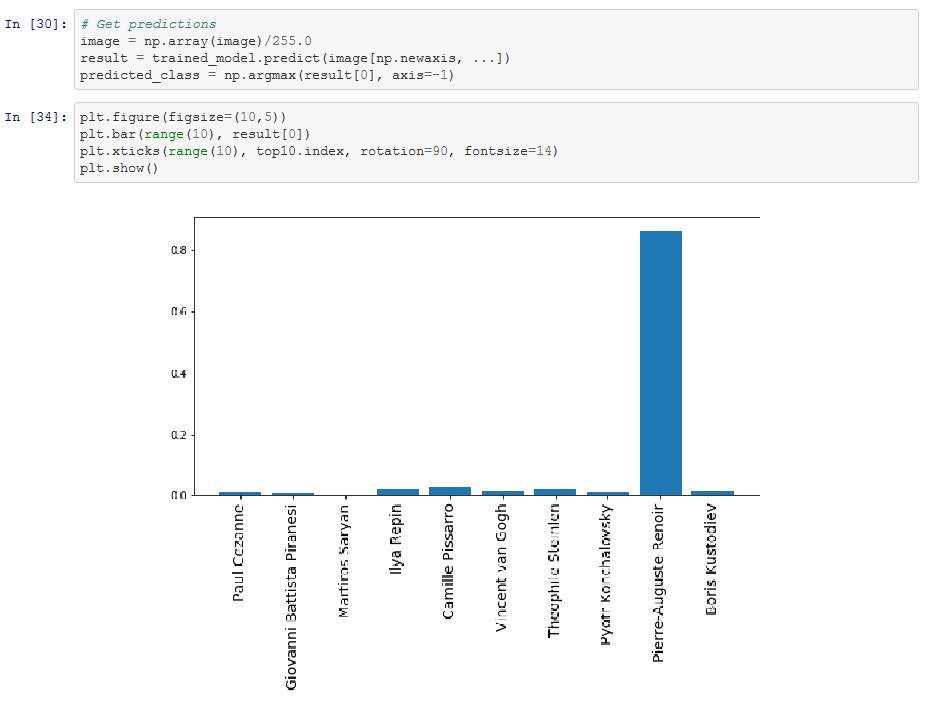 In [30]:
# Get predictions
image = np.array(image)/255.0
result = trained_model.predict(image[np.newaxis, ...])
predicted_class = np.argmax(result[0], axis=-1)
In [34]:
plt.figure(figsize=(10,5))
plt.bar(range(10), result[0])
plt.xticks(range(10), top10.index, rotation=90, fontsize=14)
plt.show()
0.8
0.6
0.4
0.2
0.0
Paul Cezanne
Giovanni Battista Piranesi
Martiros Saryan
Ilya Repin
Camille Pissarro
Vincent van Gogh
Theophile Steinlen
Pyotr Konchalovsky
Pierre-Auguste Renoir
Boris Kustodiev